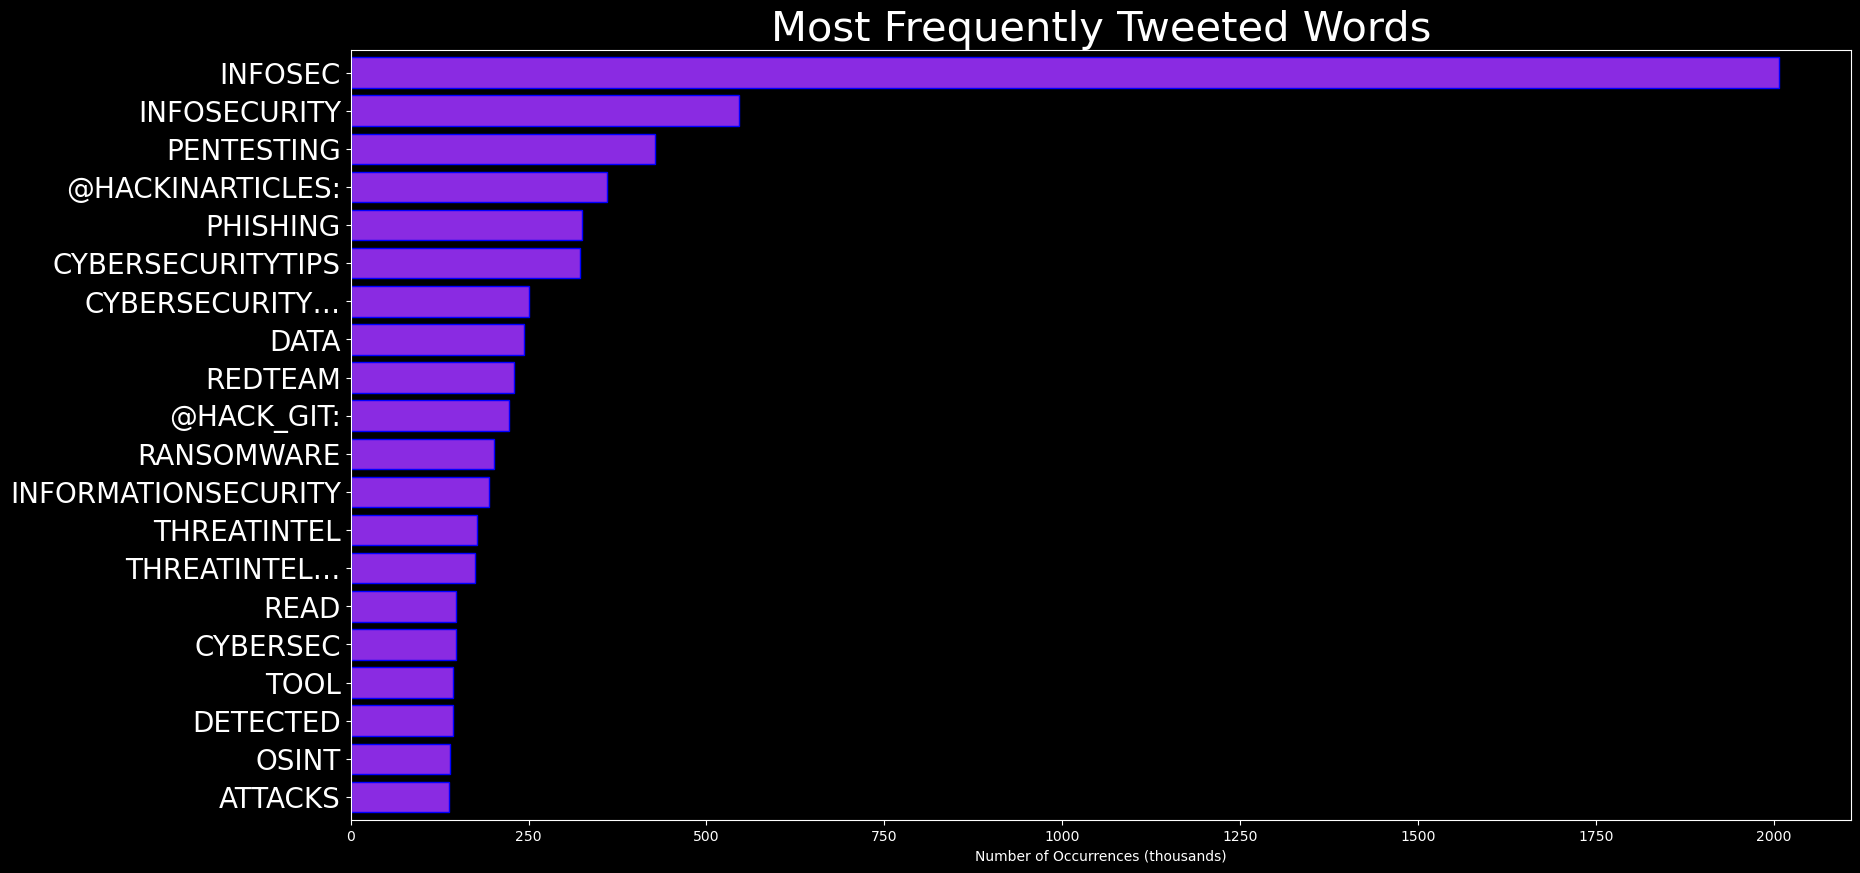 Most Frequently Tweeted Words
INFOSEC
INFOSECURITY
PENTESTING
@HACKINARTICLES:
PHISHING
CYBERSECURITYTIPS
CYBERSECURITY…
DATA
REDTEAM
@HACK_GIT:
RANSOMWARE
INFORMATIONSECURITY
THREATINTEL
THREATINTEL…
READ
CYBERSEC
TOOL
DETECTED
OSINT
ATTACKS
0 250 500 750 1000 1250 1500 1750 2000
Number of Occurrences (thousands)